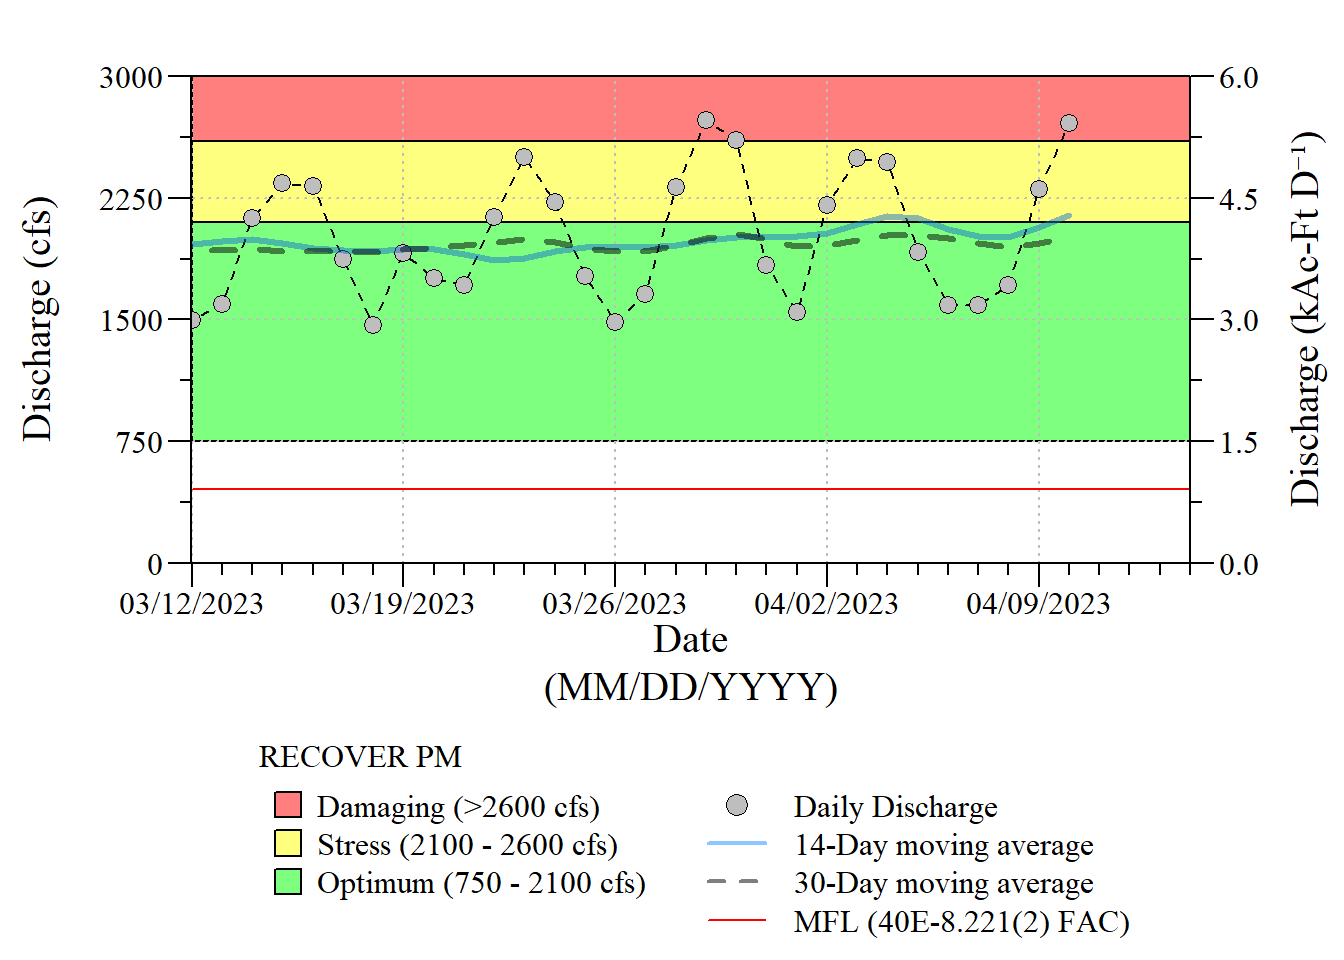 3000
2250
1500
750
0
Discharge (cfs)
6.0
4.5
3.0
1.5
0.0
Discharge (kAc-Ft D⁻¹)
03/12/2023 03/19/2023 03/26/2023 04/02/2023 04/09/2023
Date
(MM/DD/YYYY)
RECOVER PM
Damaging (>2600 cfs)
Stress (2100 - 2600 cfs)
Optimum (750 - 2100 cfs)
Daily Discharge
14-Day moving average
30-Day moving average
MFL (40E-8.221(2) FAC)